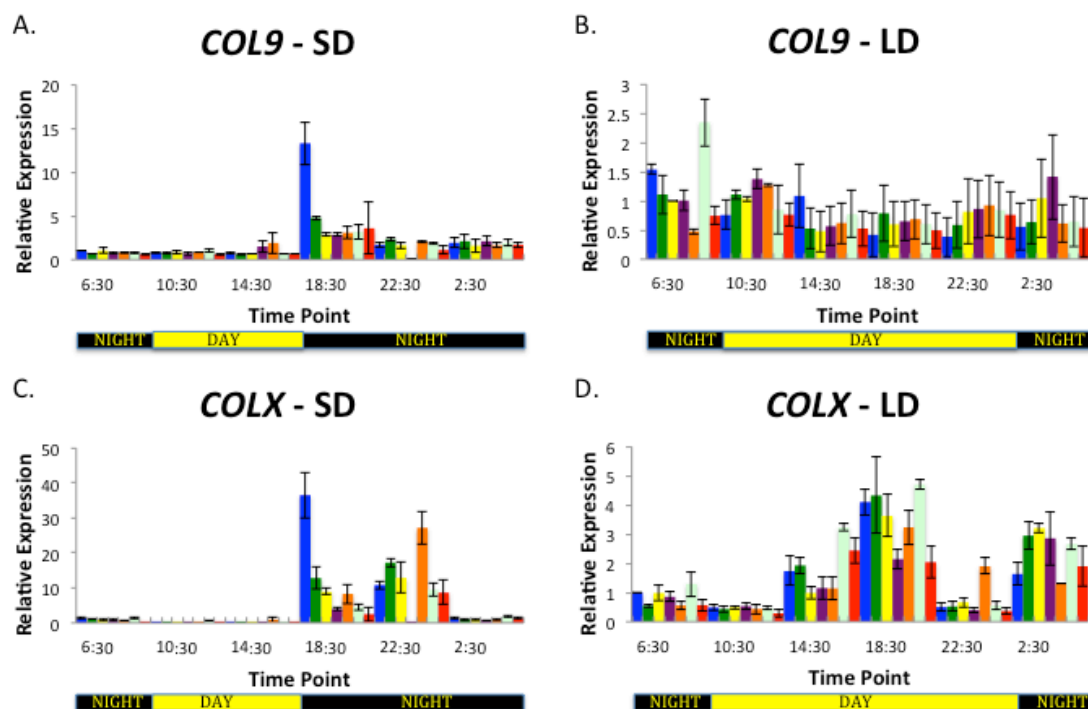 A.
COL9 - SD
Relative Expression
20
15
10
5
0
6:30 10:30 14:30 18:30 22:30 2:30
Time Point
NIGHT DAY NIGHT
B.
COL9 - LD
Relative Expression
3
2.5
2
1.5
1
0.5
0
6:30 10:30 14:30 18:30 22:30 2:30
Time Point
NIGHT DAY NIGHT
C.
COLX - SD
Relative Expression
50
40
30
20
10
0
6:30 10:30 14:30 18:30 22:30 2:30
Time Point
NIGHT DAY NIGHT
D.
COLX - LD
Relative Expression
6
5
4
3
2
1
0
6:30 10:30 14:30 18:30 22:30 2:30
Time Point
NIGHT DAY NIGHT